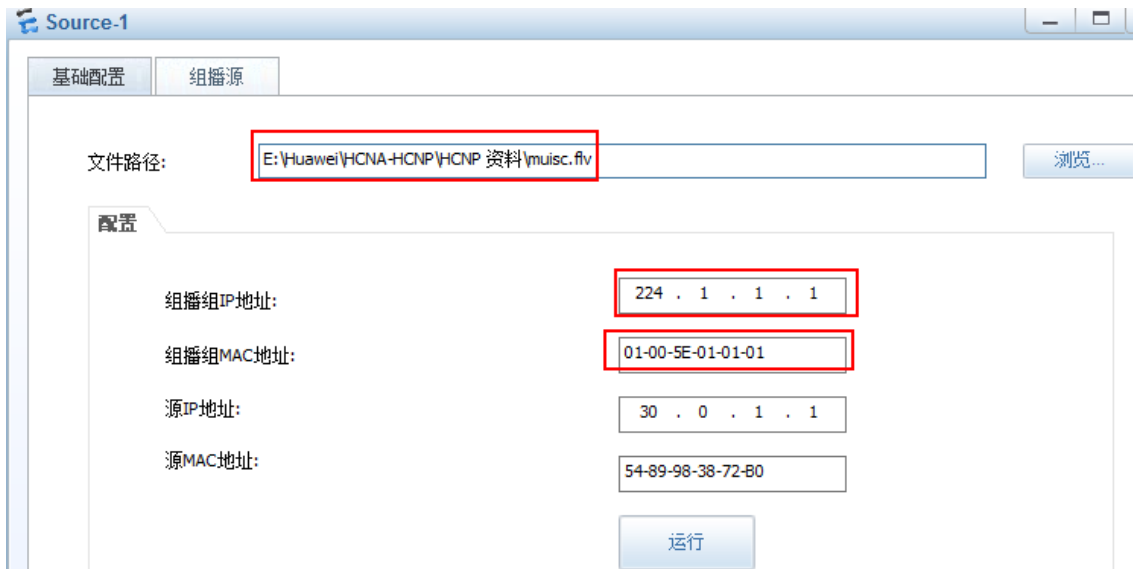 Source-1
基础配置 组播源
文件路径: E:\Huawei\HCNA-HCNP\HCNP 资料\muisc.flv 浏览...
配置
组播组IP地址: 224 . 1 . 1 . 1
组播组MAC地址: 01-00-5E-01-01-01
源IP地址: 30 . 0 . 1 . 1
源MAC地址: 54-89-98-38-72-B0
运行